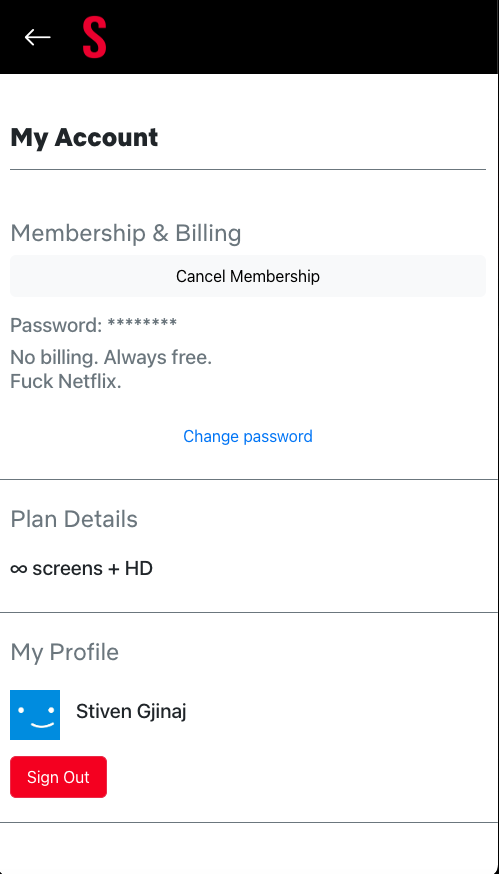 S
My Account
Membership & Billing
Cancel Membership
Password: ********
No billing. Always free.
Fuck Netflix.
Change password
Plan Details
∞ screens + HD
My Profile
Stiven Gjinaj
Sign Out